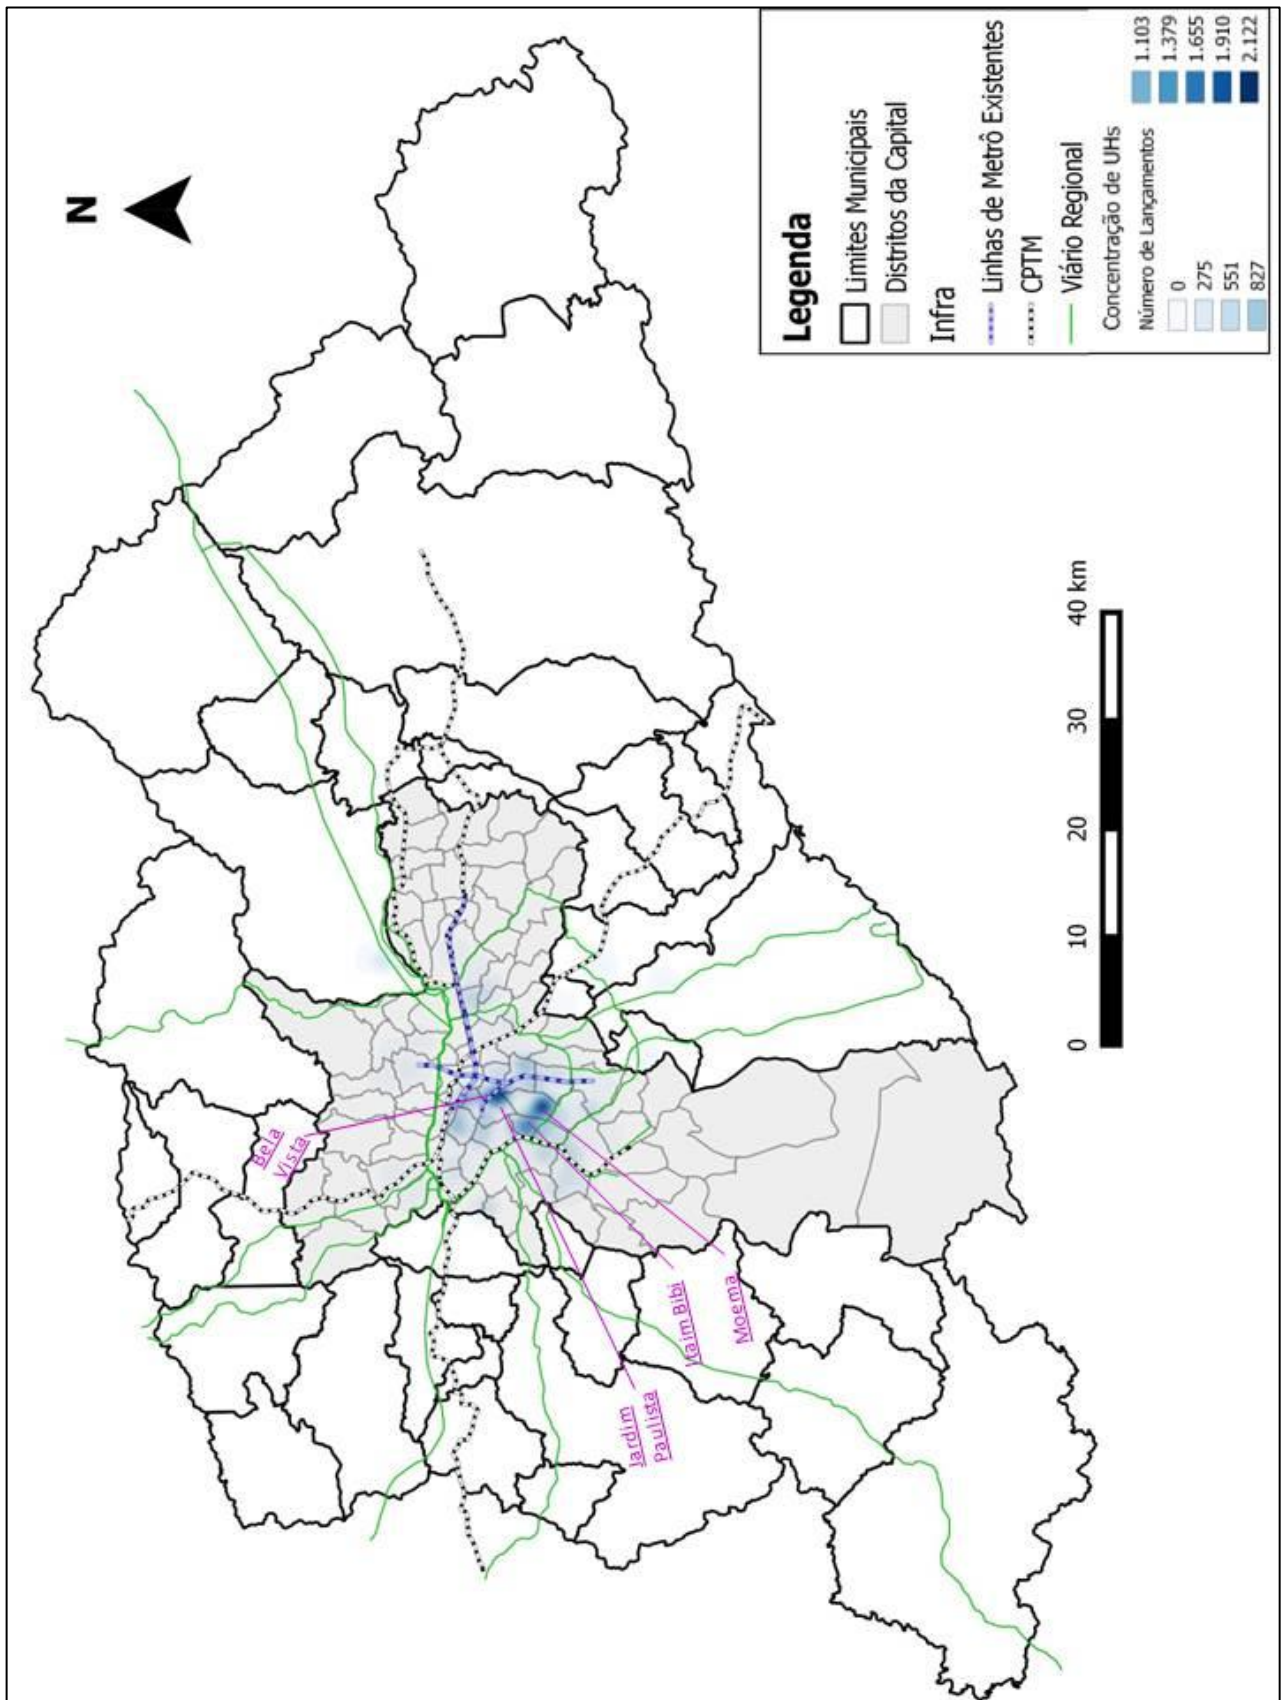 N
Bela
Vista
Jardim
Paulista
Itaim Bibi
Moema
0 10 20 30 40 km
Legenda
Limites Municipais
Distritos da Capital
Infra
Linhas de Metrô Existentes
CPTM
Viário Regional
Concentração de UHs
Número de Lançamentos
0
275
551
827
1.103
1.379
1.655
1.910
2.122